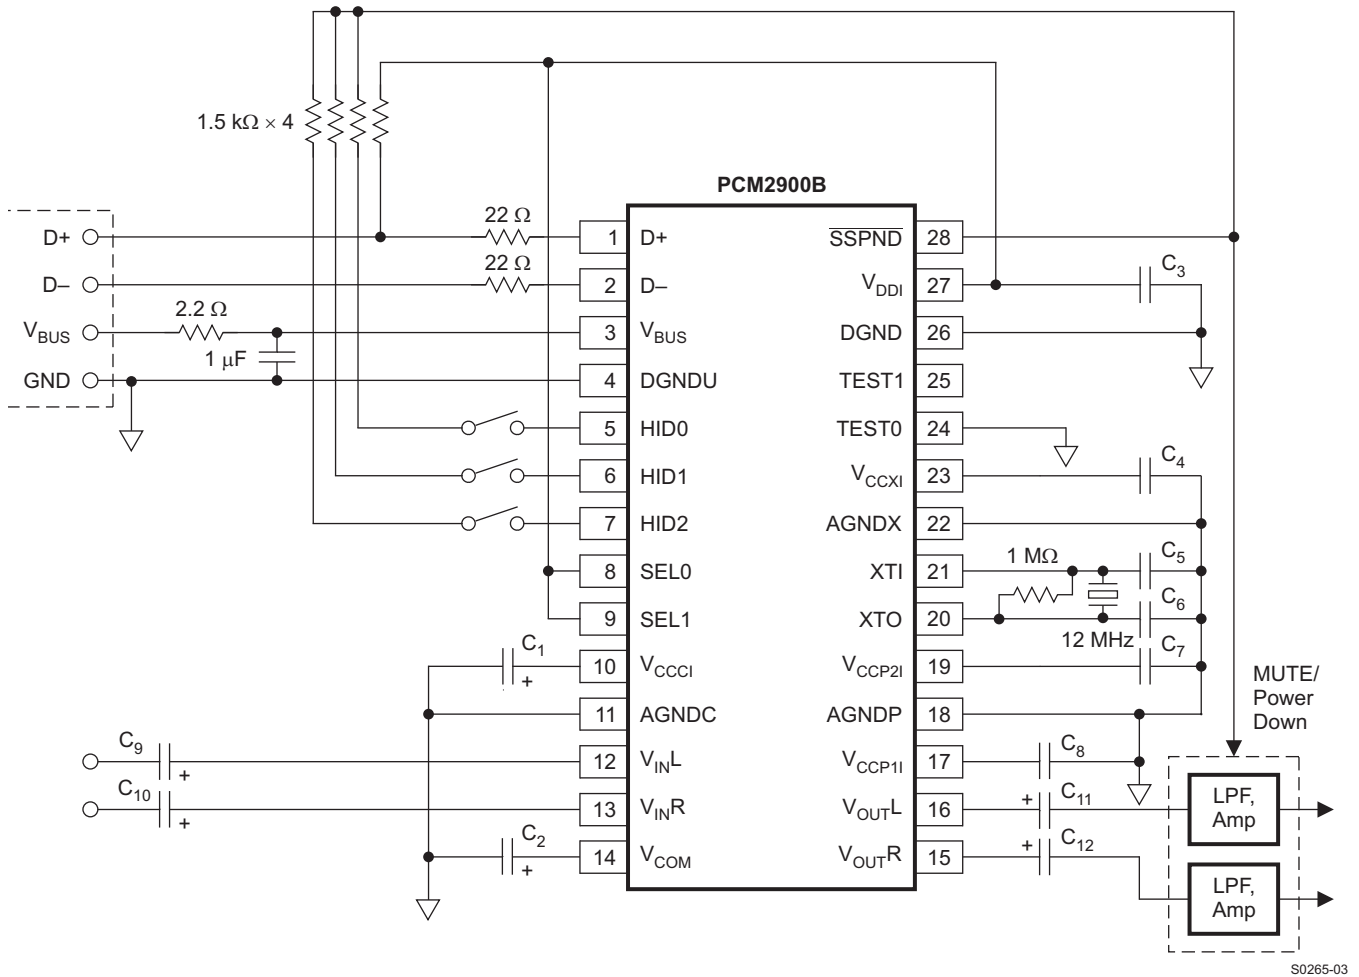 1.5 kΩ × 4
PCM2900B
D+
22 Ω
1
D+
SSPND
28
D–
22 Ω
2
D–
VDDI
27
C3
VBUS
2.2 Ω
1 μF
3
VBUS
DGND
26
GND
4
DGNDU
TEST1
25
5
HID0
TEST0
24
6
HID1
VCCXI
23
C4
7
HID2
AGNDX
22
8
SEL0
XTI
21
1 MΩ
C5
9
SEL1
XTO
20
12 MHz
C6
C1
+
10
VCCCI
VCCP2I
19
C7
11
AGNDC
AGNDP
18
MUTE/
Power
Down
C9
+
12
VINL
VCCP1I
17
C8
C10
+
13
VINR
VOUTL
16
+
C11
LPF,
Amp
C2
+
14
VCOM
VOUTR
15
+
C12
LPF,
Amp
S0265-03